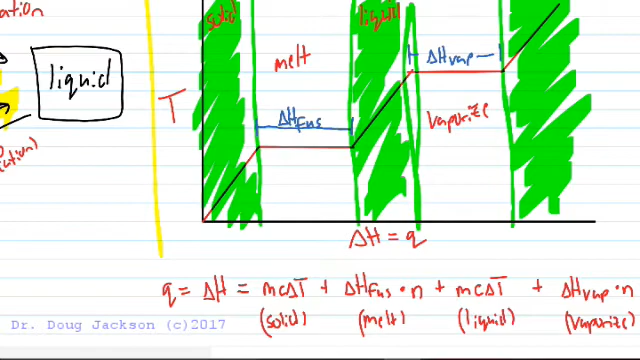 solid
liquid
ΔHvap
melt
liquid
T
ΔHfus
vaporize
ΔH = q
q = ΔH = mcΔT + ΔHfus·n + mcΔT + ΔHvap·n
(solid) (melt) (liquid) (vaporize)
Dr. Doug Jackson (c)2017